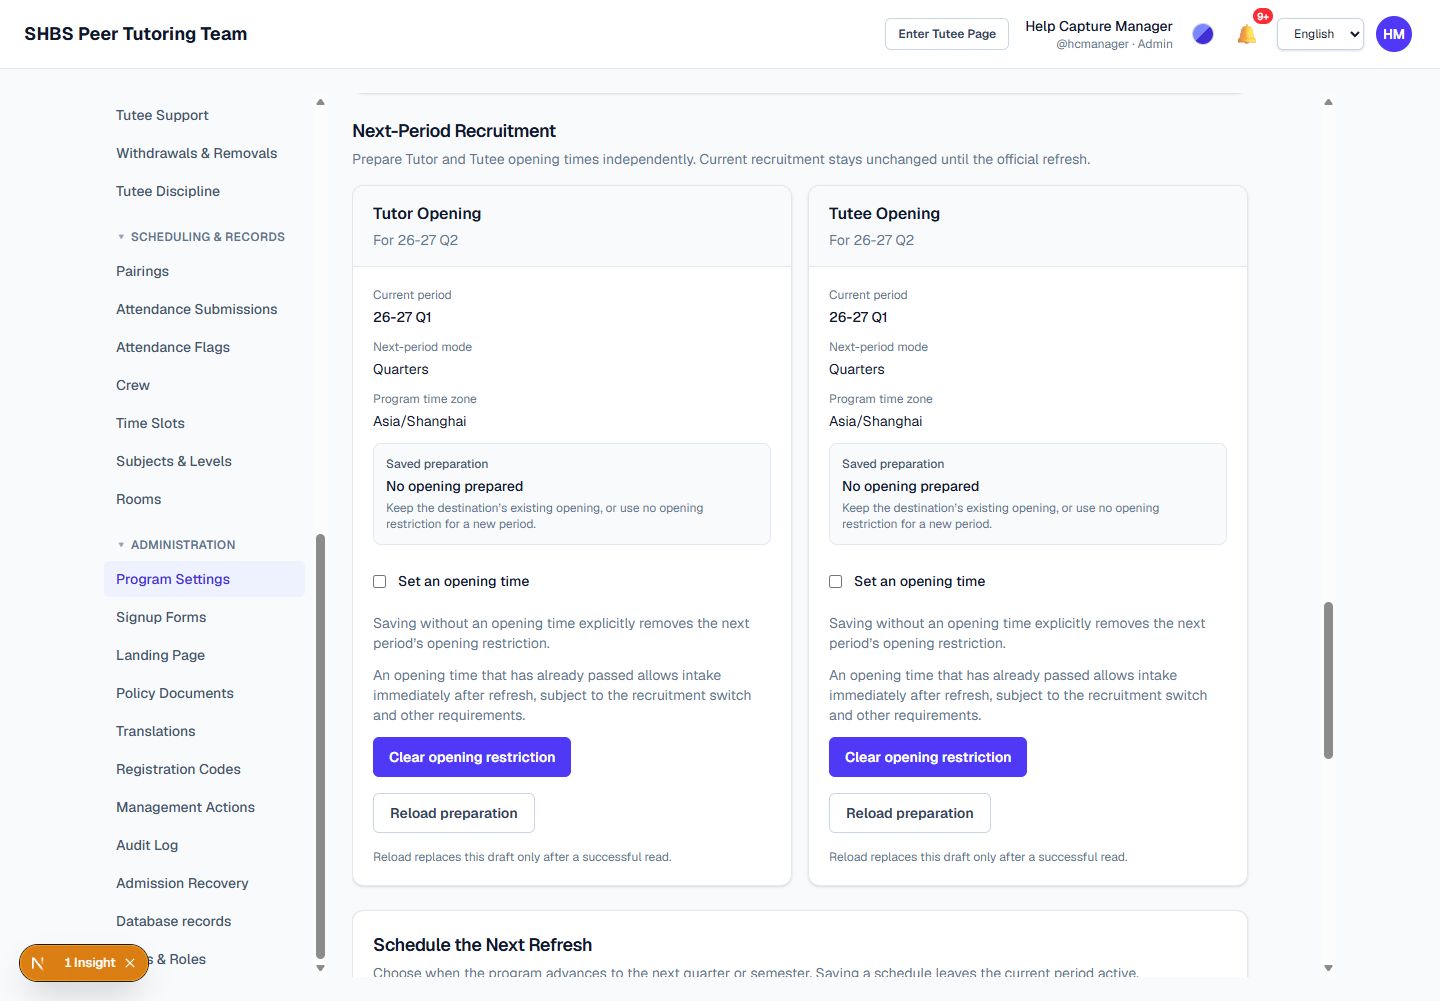 SHBS Peer Tutoring Team
Enter Tutee Page
Help Capture Manager
@hcmanager · Admin
9+
English
HM
Tutee Support
Withdrawals & Removals
Tutee Discipline
SCHEDULING & RECORDS
Pairings
Attendance Submissions
Attendance Flags
Crew
Time Slots
Subjects & Levels
Rooms
ADMINISTRATION
Program Settings
Signup Forms
Landing Page
Policy Documents
Translations
Registration Codes
Management Actions
Audit Log
Admission Recovery
Database records
s & Roles
N 1 Insight
Next-Period Recruitment
Prepare Tutor and Tutee opening times independently. Current recruitment stays unchanged until the official refresh.
Tutor Opening
For 26-27 Q2
Current period
26-27 Q1
Next-period mode
Quarters
Program time zone
Asia/Shanghai
Saved preparation
No opening prepared
Keep the destination's existing opening, or use no opening
restriction for a new period.
Set an opening time
Saving without an opening time explicitly removes the next
period's opening restriction.
An opening time that has already passed allows intake
immediately after refresh, subject to the recruitment switch
and other requirements.
Clear opening restriction
Reload preparation
Reload replaces this draft only after a successful read.
Tutee Opening
For 26-27 Q2
Current period
26-27 Q1
Next-period mode
Quarters
Program time zone
Asia/Shanghai
Saved preparation
No opening prepared
Keep the destination's existing opening, or use no opening
restriction for a new period.
Set an opening time
Saving without an opening time explicitly removes the next
period's opening restriction.
An opening time that has already passed allows intake
immediately after refresh, subject to the recruitment switch
and other requirements.
Clear opening restriction
Reload preparation
Reload replaces this draft only after a successful read.
Schedule the Next Refresh
Choose when the program advances to the next quarter or semester. Saving a schedule leaves the current period active.